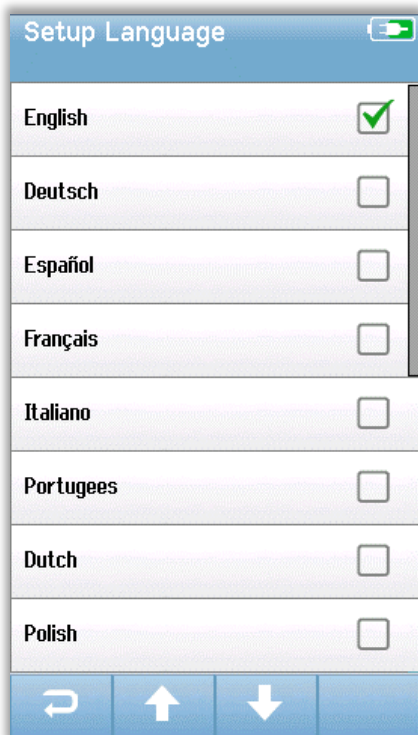 Setup Language
English
Deutsch
Español
Français
Italiano
Portugees
Dutch
Polish